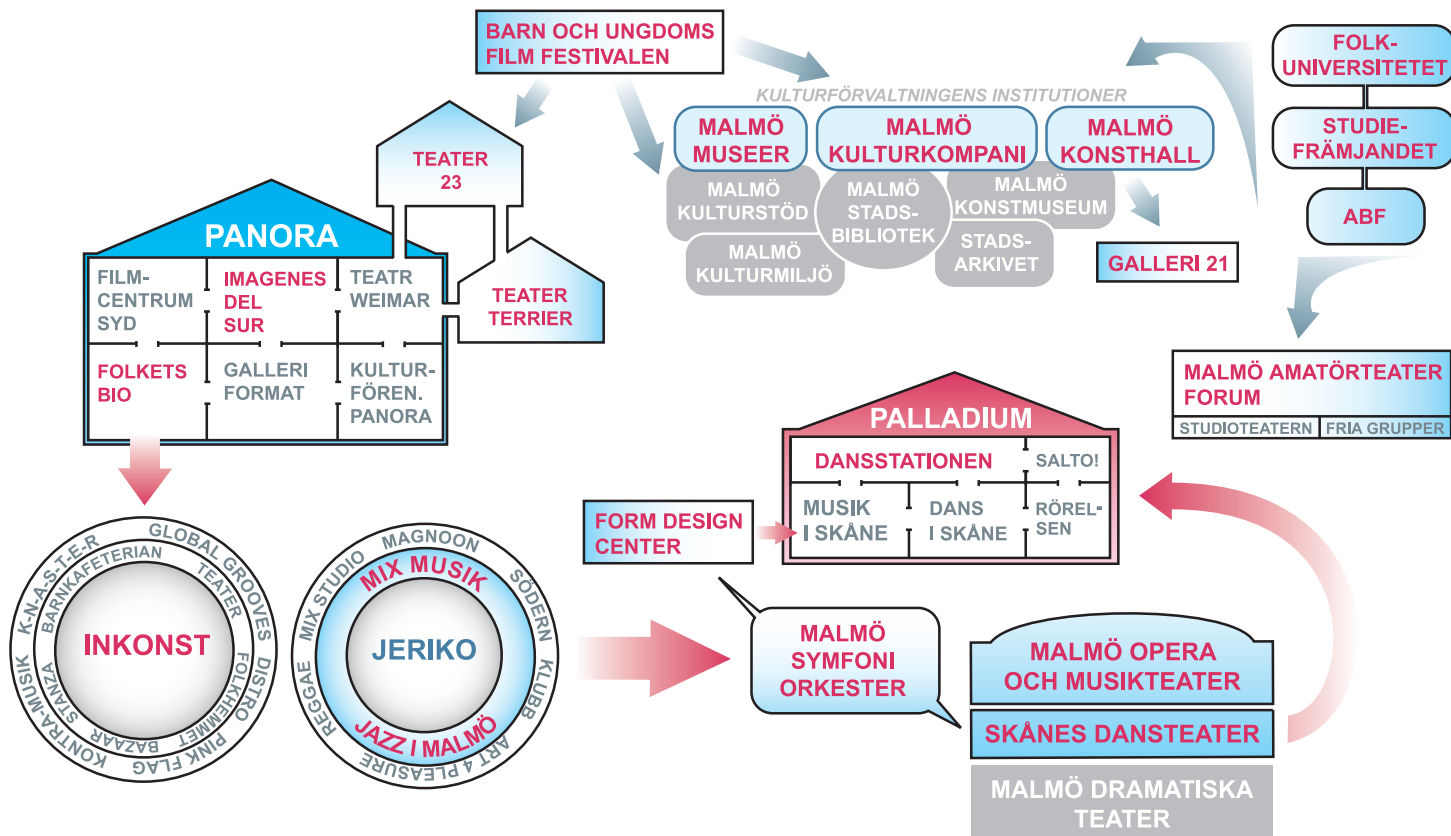 BARN OCH UNGDOMS
FILM FESTIVALEN
FOLK-
UNIVERSITETET
STUDIE-
FRÄMJANDET
ABF
KULTURFÖRVALTNINGENS INSTITUTIONER
MALMÖ
MUSEER
MALMÖ
KULTURKOMPANI
MALMÖ
KONSTHALL
MALMÖ
KULTURSTÖD
MALMÖ
STADS-
BIBLIOTEK
MALMÖ
KONSTMUSEUM
MALMÖ
KULTURMILJÖ
STADS-
ARKIVET
GALLERI 21
TEATER
23
TEATER
TERRIER
PANORA
FILM-
CENTRUM
SYD
IMAGENES
DEL
SUR
TEATR
WEIMAR
FOLKETS
BIO
GALLERI
FORMAT
KULTUR-
FÖREN.
PANORA
MALMÖ AMATÖRTEATER
FORUM
STUDIOTEATERN
FRIA GRUPPER
PALLADIUM
DANSSTATIONEN
SALTO!
MUSIK
I SKÅNE
DANS
I SKÅNE
RÖREL-
SEN
FORM DESIGN
CENTER
K-N-A-S-T-E-R
GLOBAL GROOVES
DISTRO
PINK FLAG
KONTRA-MUSIK
BARNKAFETERIAN
TEATER
FOLKHEMMET
BAZAAR
STANZA
INKONST
MIX STUDIO
MAGNOON
SÖDERN
KLUBB
ART 4 PLEASURE
REGGAE
MIX MUSIK
JERIKO
JAZZ I MALMÖ
MALMÖ
SYMFONI
ORKESTER
MALMÖ OPERA
OCH MUSIKTEATER
SKÅNES DANSTEATER
MALMÖ DRAMATISKA
TEATER